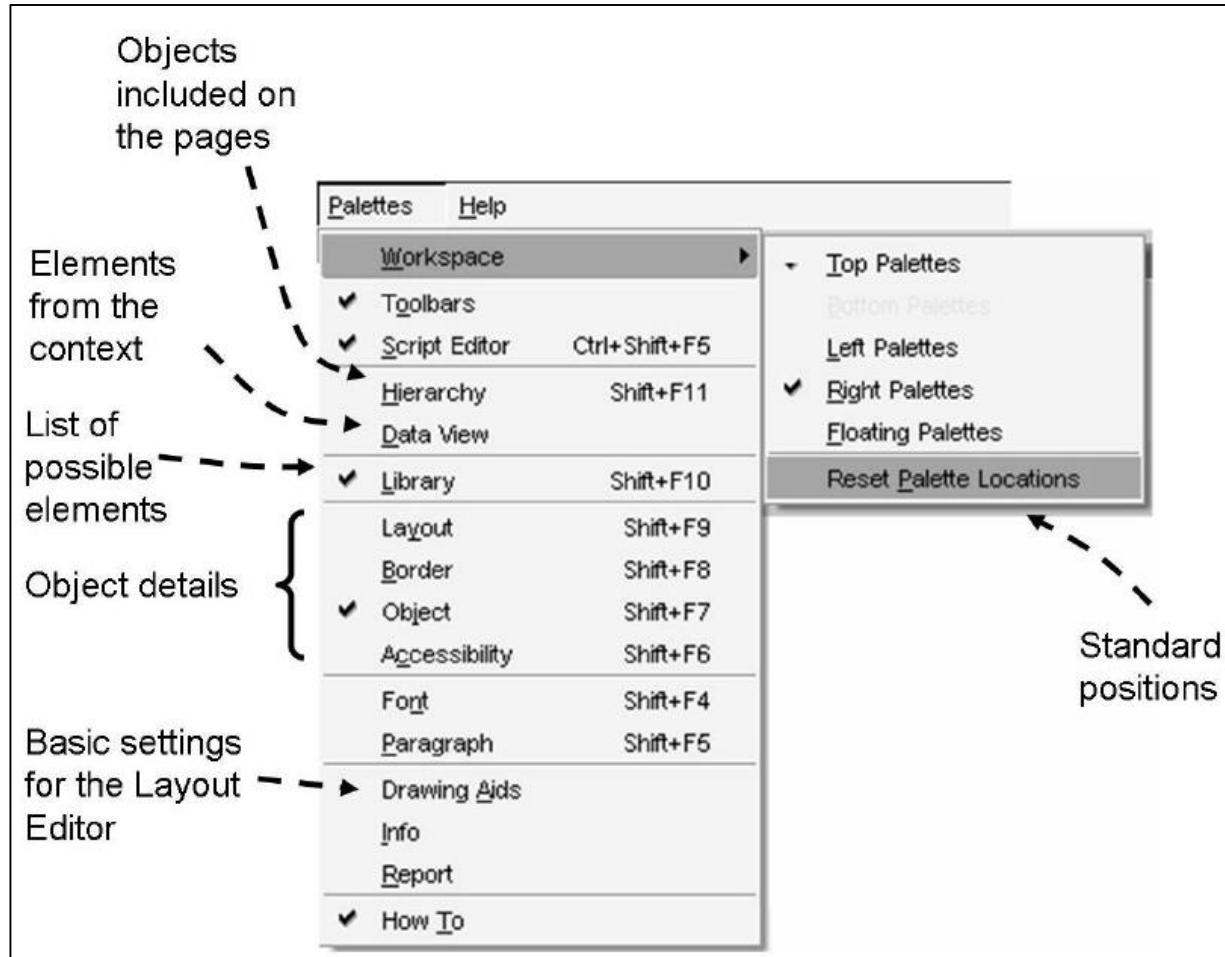 Objects
included on
the pages
Palettes Help
Elements
from the
context
List of
possible
elements
Object details
Basic settings
for the Layout
Editor
Workspace
Toolbars
Script Editor Ctrl+Shift+F5
Hierarchy Shift+F11
Data View
Library Shift+F10
Layout Shift+F9
Border Shift+F8
Object Shift+F7
Accessibility Shift+F6
Font Shift+F4
Paragraph Shift+F5
Drawing Aids
Info
Report
How To
Top Palettes
Bottom Palettes
Left Palettes
Right Palettes
Floating Palettes
Reset Palette Locations
Standard
positions